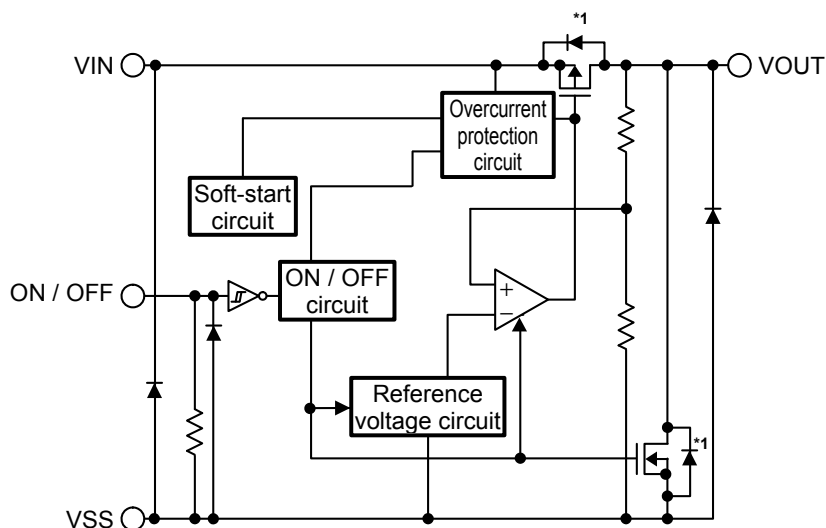 *1
VIN
VOUT
Overcurrent
protection
circuit
Soft-start
circuit
ON / OFF
ON / OFF
circuit
+
−
Reference
voltage circuit
*1
VSS